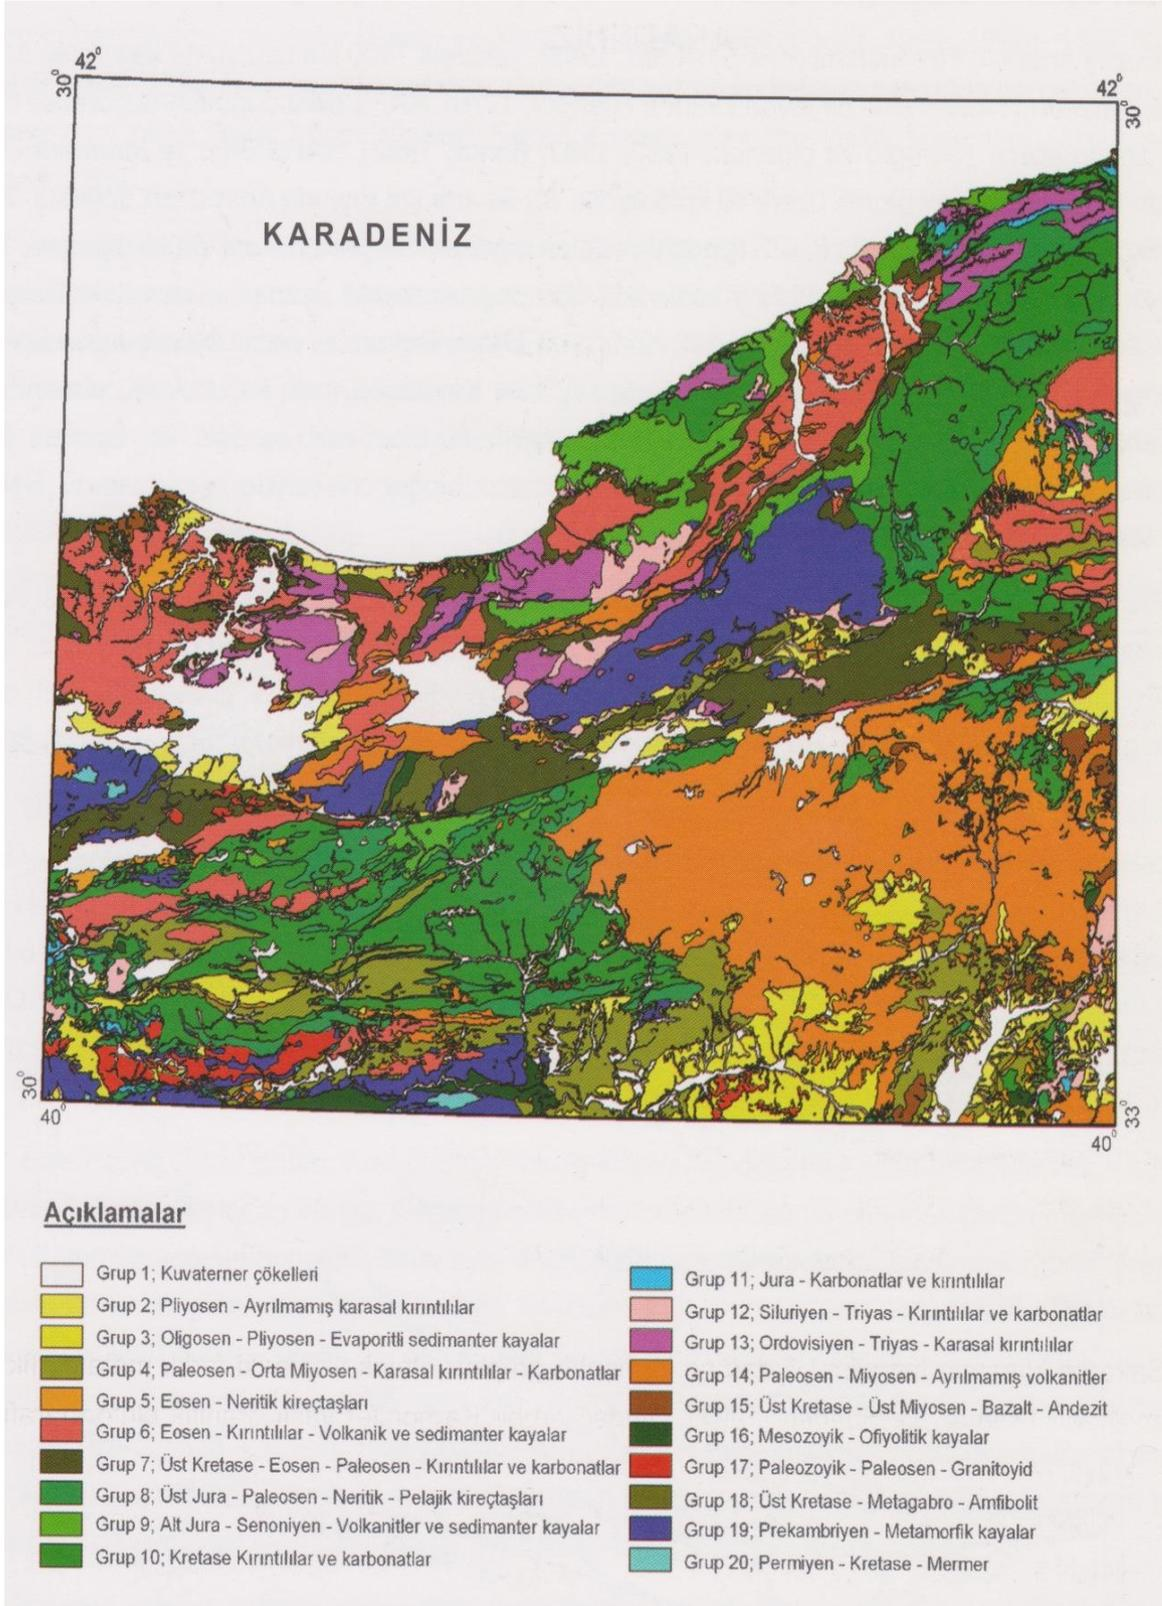 42°
30°
42°
30°
KARADENİZ
30°
40°
33°
40°
Açıklamalar
Grup 1; Kuvaterner çökelleri
Grup 2; Pliyosen - Ayrılmamış karasal kırıntılılar
Grup 3; Oligosen - Pliyosen - Evaporitli sedimanter kayalar
Grup 4; Paleosen - Orta Miyosen - Karasal kırıntılılar - Karbonatlar
Grup 5; Eosen - Neritik kireçtaşları
Grup 6; Eosen - Kırıntılılar - Volkanik ve sedimanter kayalar
Grup 7; Üst Kretase - Eosen - Paleosen - Kırıntılılar ve karbonatlar
Grup 8; Üst Jura - Paleosen - Neritik - Pelajik kireçtaşları
Grup 9; Alt Jura - Senoniyen - Volkanitler ve sedimanter kayalar
Grup 10; Kretase Kırıntılılar ve karbonatlar
Grup 11; Jura - Karbonatlar ve kırıntılılar
Grup 12; Siluriyen - Triyas - Kırıntılılar ve karbonatlar
Grup 13; Ordovisiyen - Triyas - Karasal kırıntılılar
Grup 14; Paleosen - Miyosen - Ayrılmamış volkanitler
Grup 15; Üst Kretase - Üst Miyosen - Bazalt - Andezit
Grup 16; Mesozoyik - Ofiyolitik kayalar
Grup 17; Paleozoyik - Paleosen - Granitoyid
Grup 18; Üst Kretase - Metagabro - Amfibolit
Grup 19; Prekambriyen - Metamorfik kayalar
Grup 20; Permiyen - Kretase - Mermer